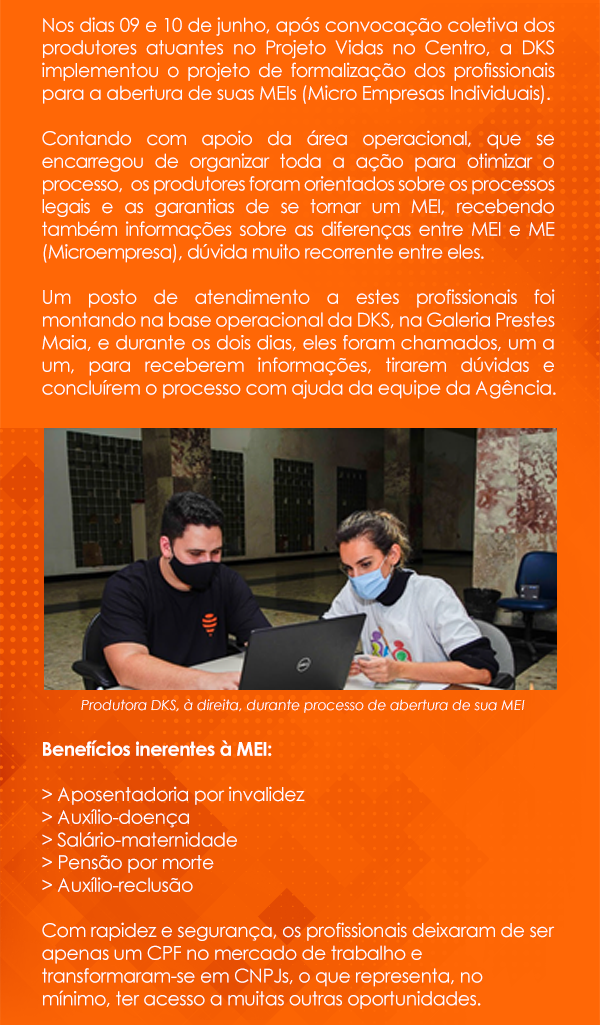 Nos dias 09 e 10 de junho, após convocação coletiva dos
produtores atuantes no Projeto Vidas no Centro, a DKS
implementou o projeto de formalização dos profissionais
para a abertura de suas MEIs (Micro Empresas Individuais).
Contando com apoio da área operacional, que se
encarregou de organizar toda a ação para otimizar o
processo, os produtores foram orientados sobre os processos
legais e as garantias de se tornar um MEI, recebendo
também informações sobre as diferenças entre MEI e ME
(Microempresa), dúvida muito recorrente entre eles.
Um posto de atendimento a estes profissionais foi
montando na base operacional da DKS, na Galeria Prestes
Maia, e durante os dois dias, eles foram chamados, um a
um, para receberem informações, tirarem dúvidas e
concluírem o processo com ajuda da equipe da Agência.
DELL
Produtora DKS, à direita, durante processo de abertura de sua MEI
Benefícios inerentes à MEI:
> Aposentadoria por invalidez
> Auxílio-doença
> Salário-maternidade
> Pensão por morte
> Auxílio-reclusão
Com rapidez e segurança, os profissionais deixaram de ser
apenas um CPF no mercado de trabalho e
transformaram-se em CNPJs, o que representa, no
mínimo, ter acesso a muitas outras oportunidades.